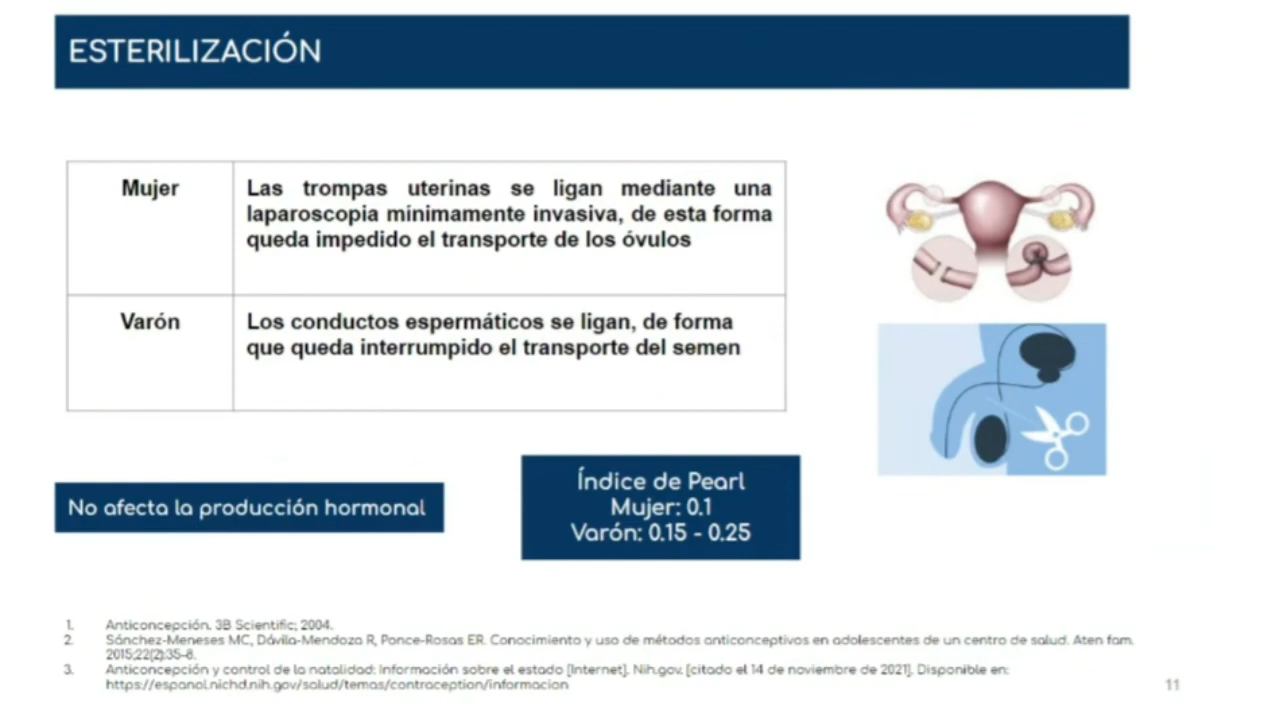 ESTERILIZACIÓN
Mujer
Las trompas uterinas se ligan mediante una
laparoscopia mínimamente invasiva, de esta forma
queda impedido el transporte de los óvulos
Varón
Los conductos espermáticos se ligan, de forma
que queda interrumpido el transporte del semen
No afecta la producción hormonal
Índice de Pearl
Mujer: 0.1
Varón: 0.15 - 0.25
1. Anticoncepción. 3B Scientific; 2004.
2. Sánchez-Meneses MC, Dávila-Mendoza R, Ponce-Rosas ER. Conocimiento y uso de métodos anticonceptivos en adolescentes de un centro de salud. Aten fam.
2015;22(2):35-8.
3. Anticoncepción y control de la natalidad: Información sobre el estado [Internet]. Nih.gov. [citado el 14 de noviembre de 2021]. Disponible en:
https://espanol.nichd.nih.gov/salud/temas/contraception/informacion
11